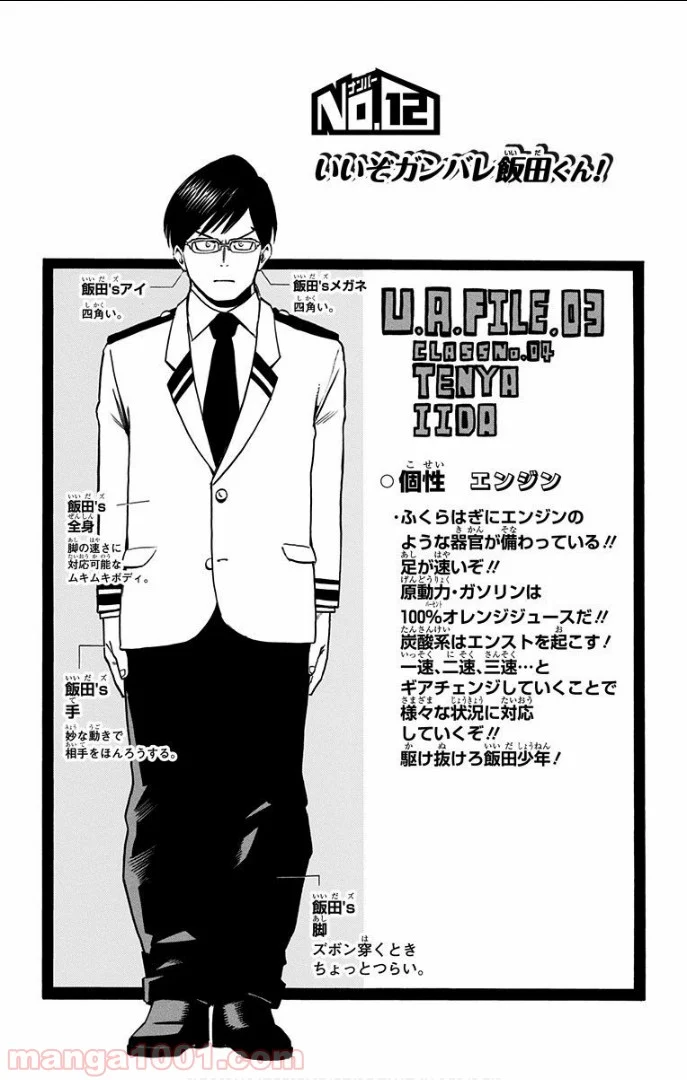 ナンバー
No.12
いいぞガンバレ飯田くん!!
飯田'sアイ
四角い。
飯田'sメガネ
四角い。
U.A.FILE.03
CLASS No.04
TENYA
IIDA
○個性 エンジン
・ふくらはぎにエンジンの
ような器官が備わっている!!
足が速いぞ!!
原動力・ガソリンは
100%オレンジジュースだ!!
炭酸系はエンストを起こす!
一速、二速、三速…と
ギアチェンジしていくことで
様々な状況に対応
していくぞ!!
駆け抜けろ飯田少年!
飯田's
全身
脚の速さに
対応可能な
ムキムキボディ。
飯田's
手
妙な動きで
相手をほんろうする。
飯田's
脚
ズボン穿くとき
ちょっとつらい。
manga1001.com